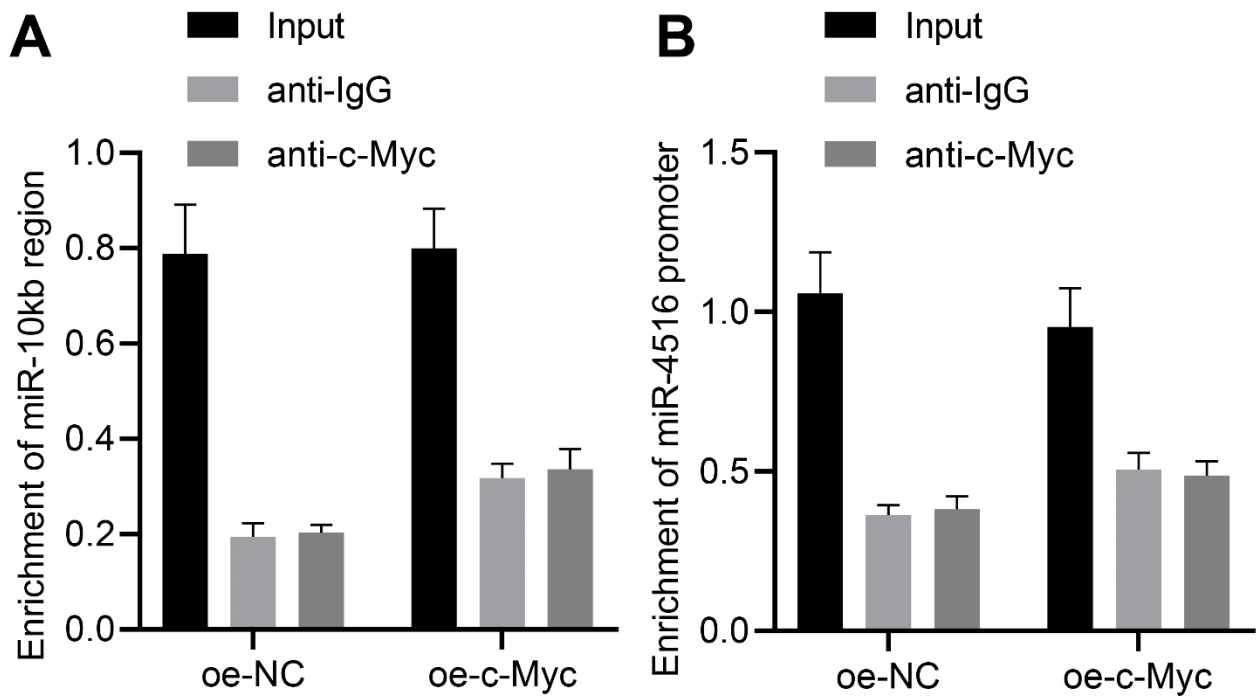 A
Input
anti-IgG
anti-c-Myc
Enrichment of miR-10kb region
1.0
0.8
0.6
0.4
0.2
0.0
oe-NC
oe-c-Myc
B
Input
anti-IgG
anti-c-Myc
Enrichment of miR-4516 promoter
1.5
1.0
0.5
0.0
oe-NC
oe-c-Myc